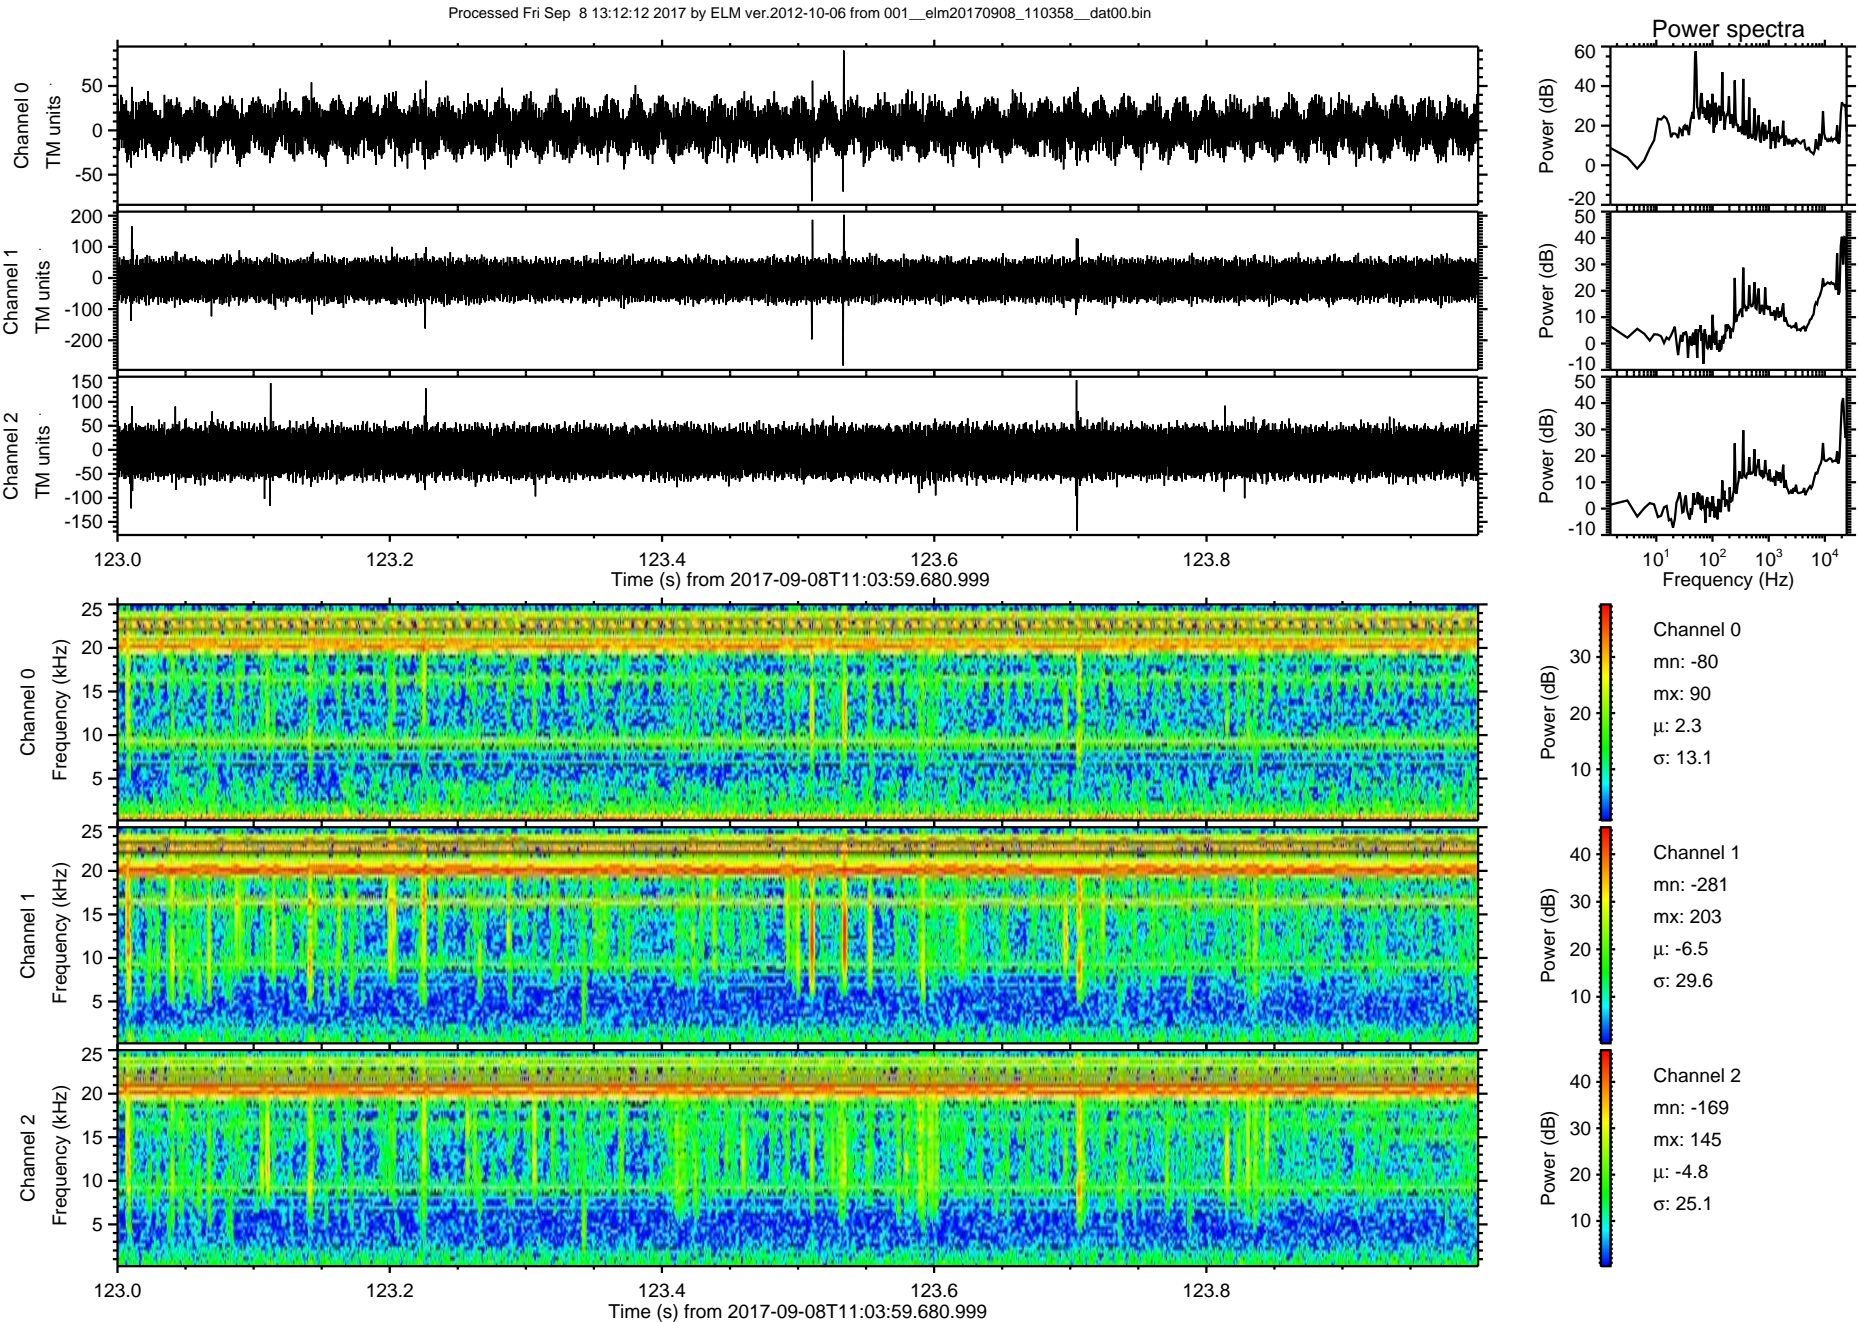 Processed Fri Sep  8 13:12:12 2017 by ELM ver.2012-10-06 from 001__elm20170908_110358__dat00.bin
Power spectra
Channel 0
TM units
50
0
-50
Power (dB)
60
40
20
0
-20
Channel 1
TM units
200
100
0
-100
-200
Power (dB)
50
40
30
20
10
0
-10
Channel 2
TM units
150
100
50
0
-50
-100
-150
Power (dB)
50
40
30
20
10
0
-10
123.0 123.2 123.4 123.6 123.8
Time (s) from 2017-09-08T11:03:59.680.999
10^1 10^2 10^3 10^4
Frequency (Hz)
Channel 0
Frequency (kHz)
25
20
15
10
5
Power (dB)
30
20
10
Channel 0
mn: -80
mx: 90
μ: 2.3
σ: 13.1
Channel 1
Frequency (kHz)
25
20
15
10
5
Power (dB)
40
30
20
10
Channel 1
mn: -281
mx: 203
μ: -6.5
σ: 29.6
Channel 2
Frequency (kHz)
25
20
15
10
5
Power (dB)
40
30
20
10
Channel 2
mn: -169
mx: 145
μ: -4.8
σ: 25.1
123.0 123.2 123.4 123.6 123.8
Time (s) from 2017-09-08T11:03:59.680.999